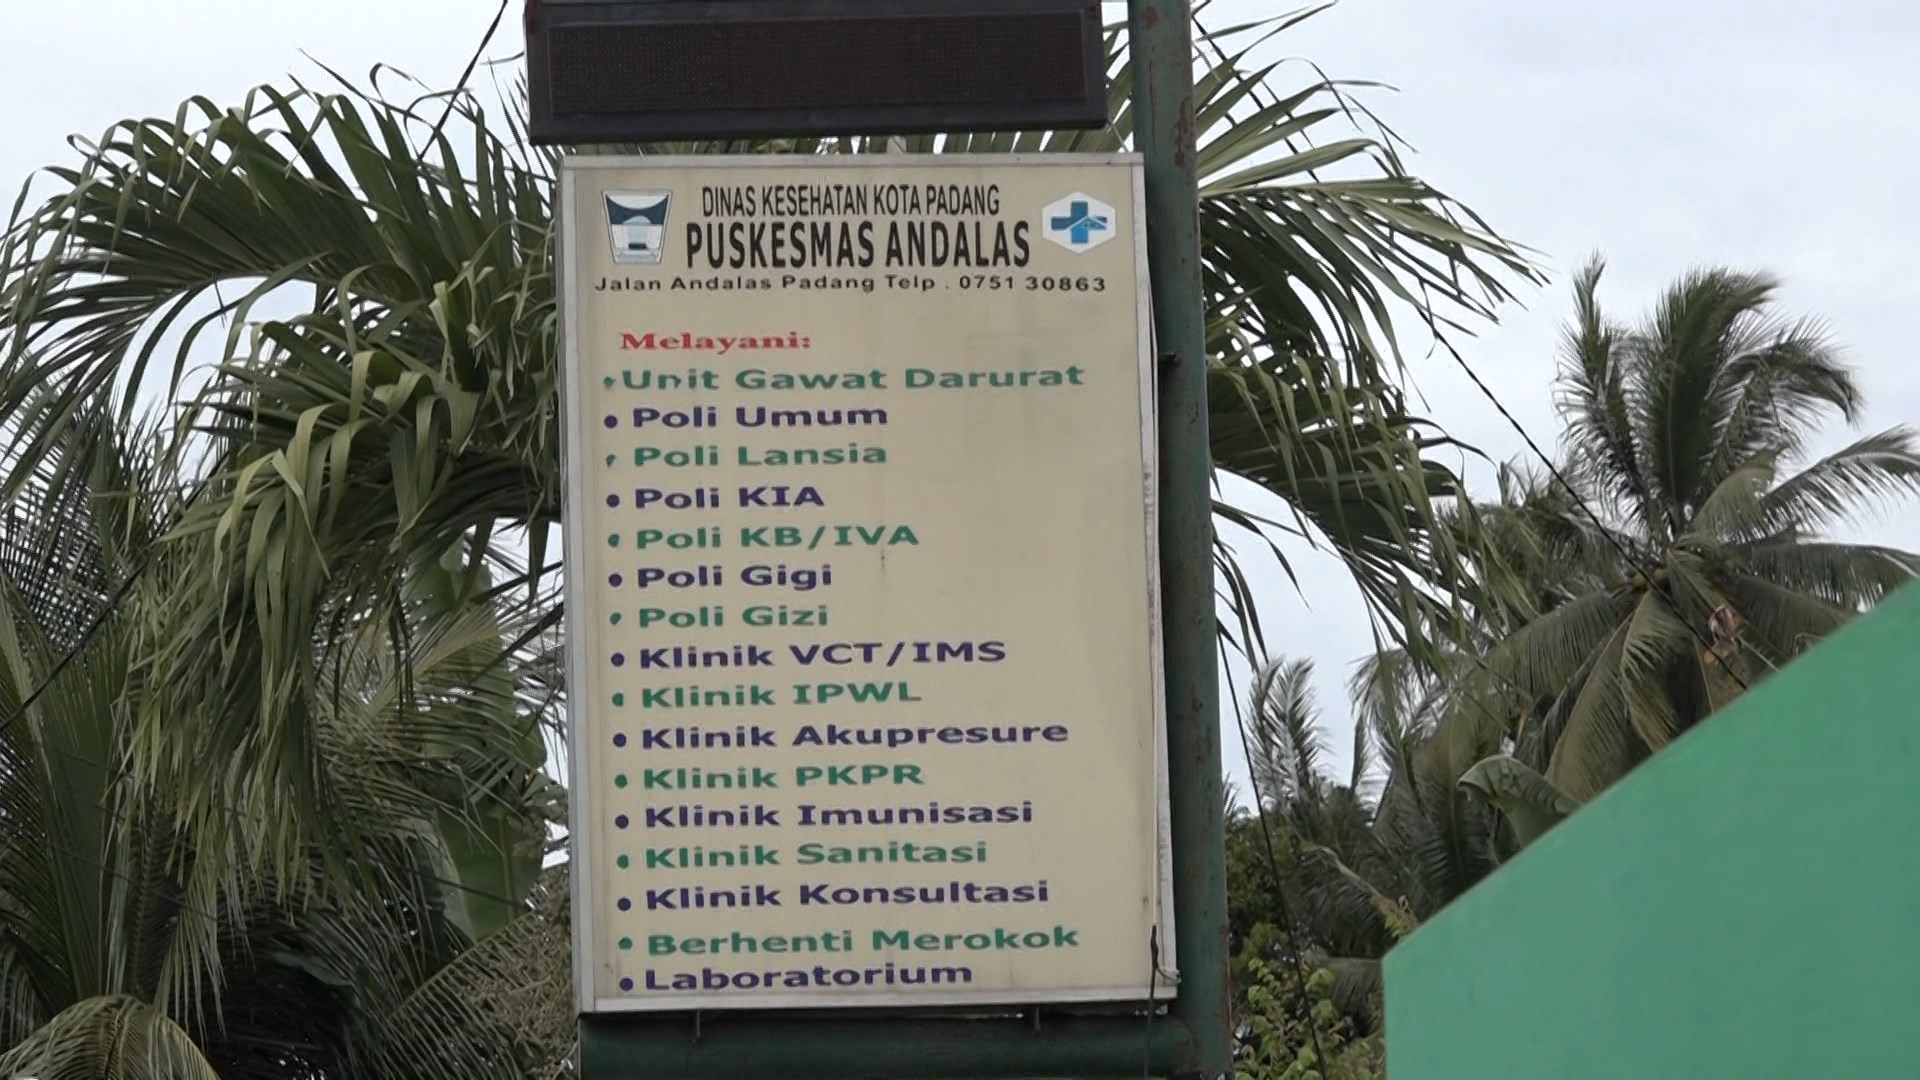 DINAS KESEHATAN KOTA PADANG
PUSKESMAS ANDALAS
Jalan Andalas Padang Telp . 0751 30863
Melayani:
• Unit Gawat Darurat
• Poli Umum
• Poli Lansia
• Poli KIA
• Poli KB/IVA
• Poli Gigi
• Poli Gizi
• Klinik VCT/IMS
• Klinik IPWL
• Klinik Akupresure
• Klinik PKPR
• Klinik Imunisasi
• Klinik Sanitasi
• Klinik Konsultasi
• Berhenti Merokok
• Laboratorium